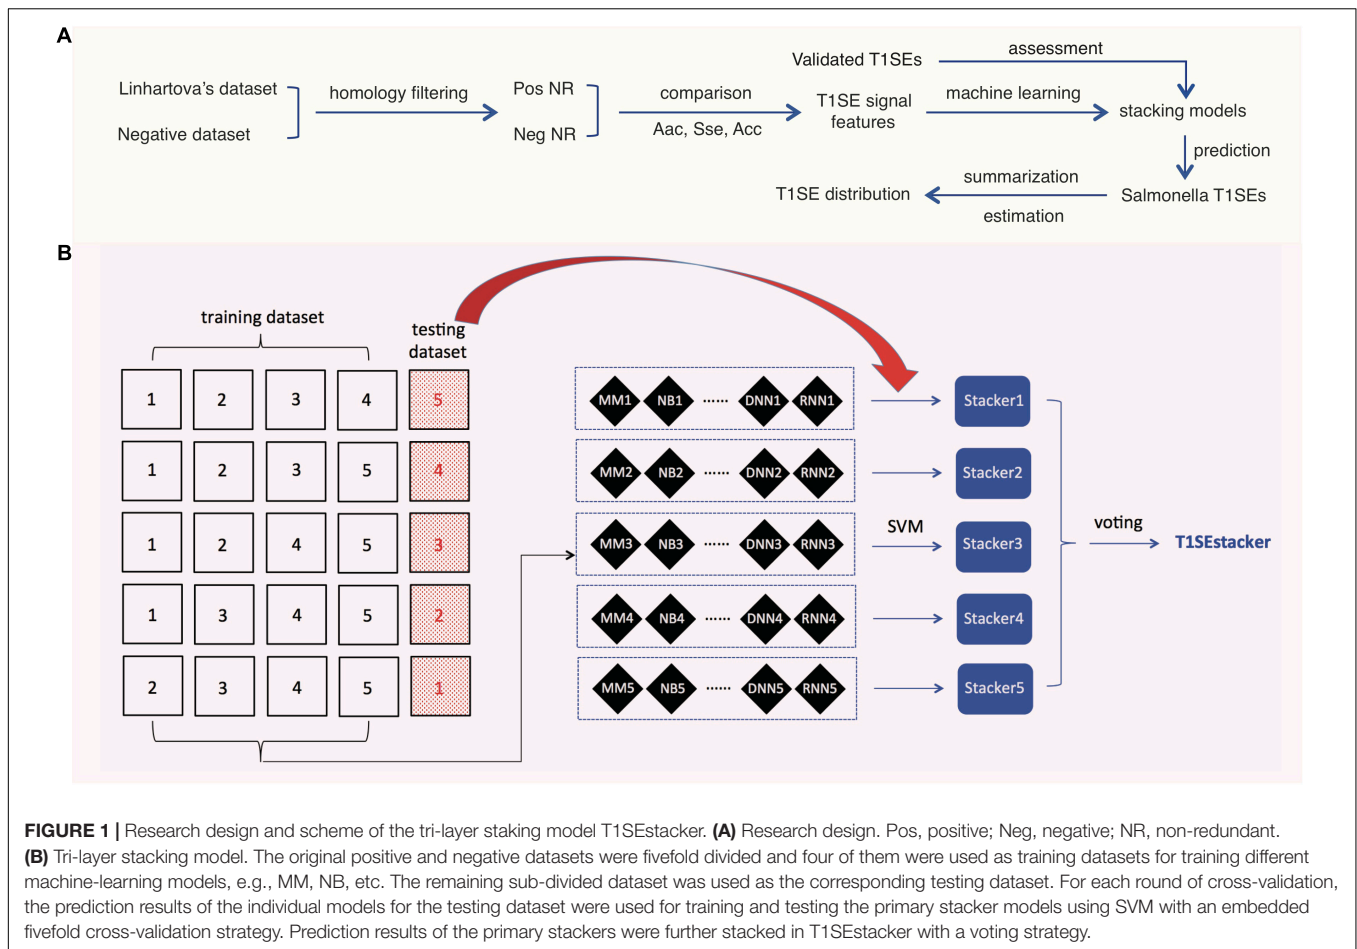 A
Validated T1SEs
assessment
Linhartova's dataset
homology filtering
Pos NR
comparison
T1SE signal
features
machine learning
stacking models
Negative dataset
Neg NR
Aac, Sse, Acc
prediction
T1SE distribution
summarization
estimation
Salmonella T1SEs
B
training dataset
testing
dataset
1 2 3 4 5
MM1 NB1 ...... DNN1 RNN1
Stacker1
1 2 3 5 4
MM2 NB2 ...... DNN2 RNN2
Stacker2
1 2 4 5 3
MM3 NB3 ...... DNN3 RNN3
SVM
Stacker3
voting
T1SEstacker
1 3 4 5 2
MM4 NB4 ...... DNN4 RNN4
Stacker4
2 3 4 5 1
MM5 NB5 ...... DNN5 RNN5
Stacker5
FIGURE 1 | Research design and scheme of the tri-layer staking model T1SEstacker. (A) Research design. Pos, positive; Neg, negative; NR, non-redundant.
(B) Tri-layer stacking model. The original positive and negative datasets were fivefold divided and four of them were used as training datasets for training different
machine-learning models, e.g., MM, NB, etc. The remaining sub-divided dataset was used as the corresponding testing dataset. For each round of cross-validation,
the prediction results of the individual models for the testing dataset were used for training and testing the primary stacker models using SVM with an embedded
fivefold cross-validation strategy. Prediction results of the primary stackers were further stacked in T1SEstacker with a voting strategy.